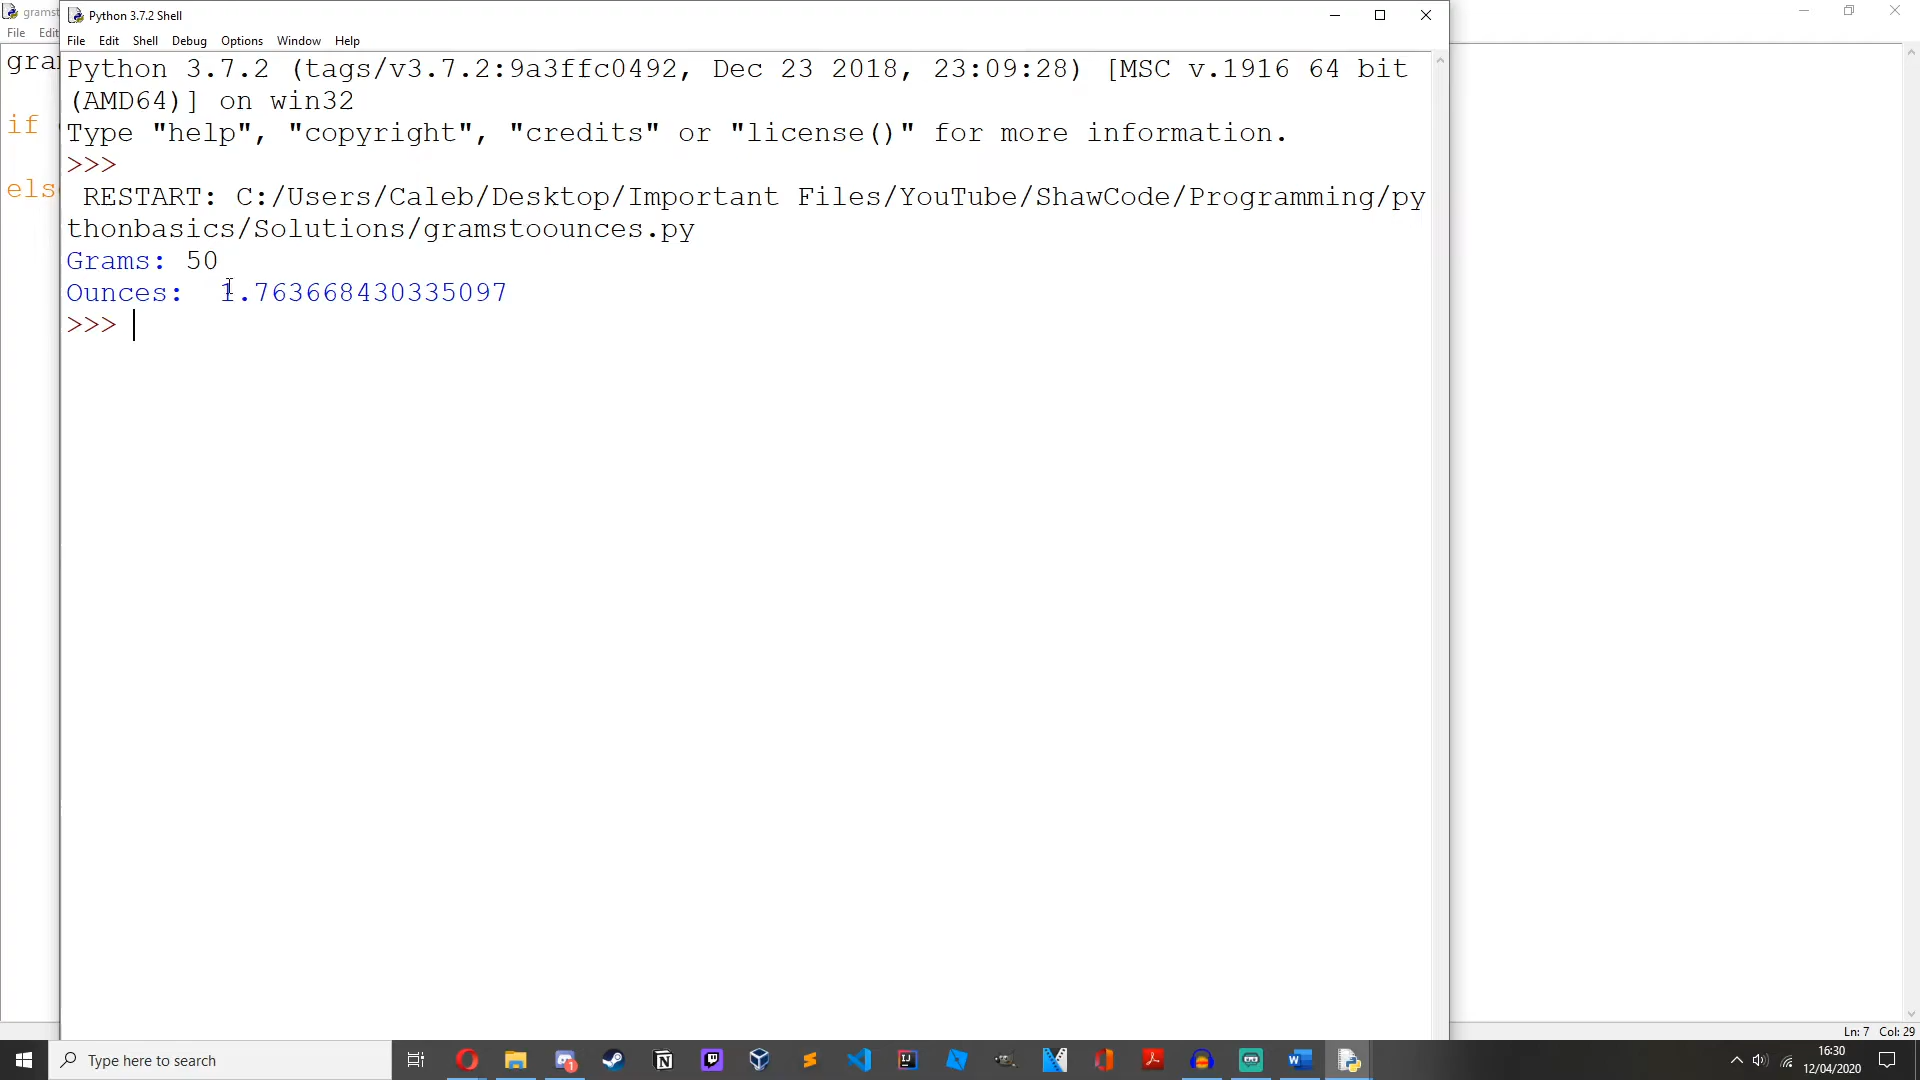 grams
File Edit
gram
if
els
Python 3.7.2 Shell
File Edit Shell Debug Options Window Help
Python 3.7.2 (tags/v3.7.2:9a3ffc0492, Dec 23 2018, 23:09:28) [MSC v.1916 64 bit
(AMD64)] on win32
Type "help", "copyright", "credits" or "license()" for more information.
>>>
RESTART: C:/Users/Caleb/Desktop/Important Files/YouTube/ShawCode/Programming/py
thonbasics/Solutions/gramstoounces.py
Grams: 50
Ounces:  1.763668430335097
>>>
Ln: 7 Col: 29
Type here to search
1
16:30
12/04/2020